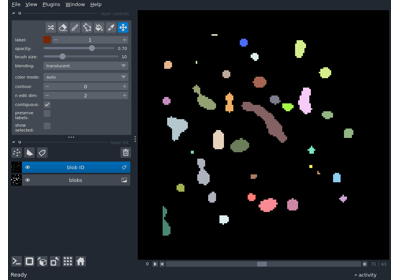 File View Plugins Window Help
label: 1
opacity: 0.70
brush size: 10
blending: translucent
color mode: auto
contour: 0
n edit dim: 2
contiguous:
preserve labels:
show selected:
blob ID
blobs
0
Ready
activity